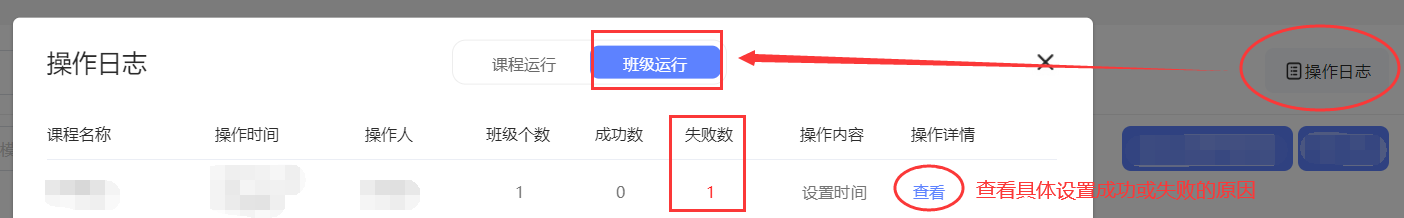 操作日志
课程运行
班级运行
操作日志
课程名称 操作时间 操作人 班级个数 成功数 失败数 操作内容 操作详情
模
1 0 1 设置时间 查看 查看具体设置成功或失败的原因